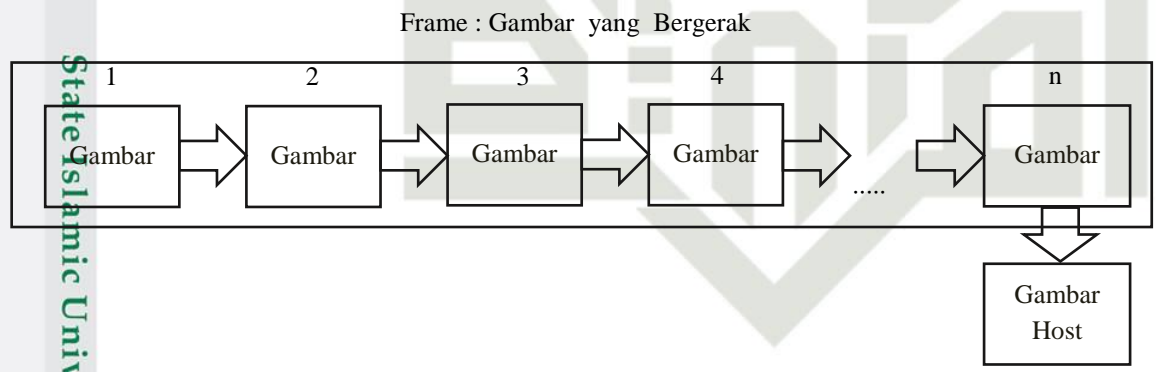 Frame : Gambar yang Bergerak
1 2 3 4 n
Gambar Gambar Gambar Gambar ..... Gambar
Gambar
Host
State Islamic Univ